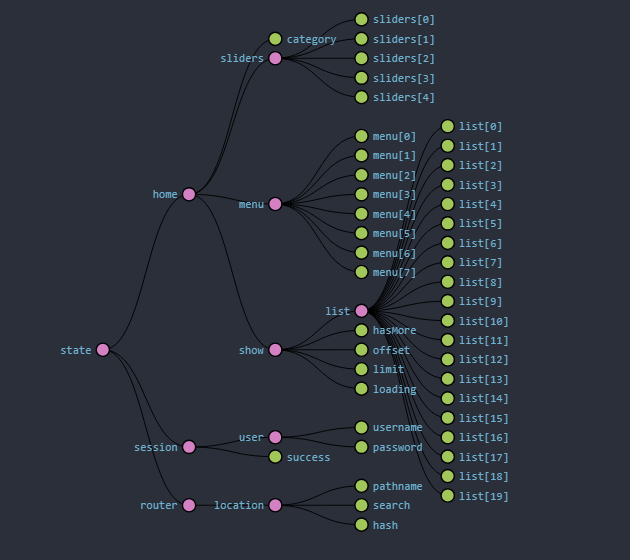 state
home
category
sliders
sliders[0]
sliders[1]
sliders[2]
sliders[3]
sliders[4]
menu
menu[0]
menu[1]
menu[2]
menu[3]
menu[4]
menu[5]
menu[6]
menu[7]
show
list
list[0]
list[1]
list[2]
list[3]
list[4]
list[5]
list[6]
list[7]
list[8]
list[9]
list[10]
list[11]
list[12]
list[13]
list[14]
list[15]
list[16]
list[17]
list[18]
list[19]
hasMore
offset
limit
loading
session
user
username
password
success
router
location
pathname
search
hash